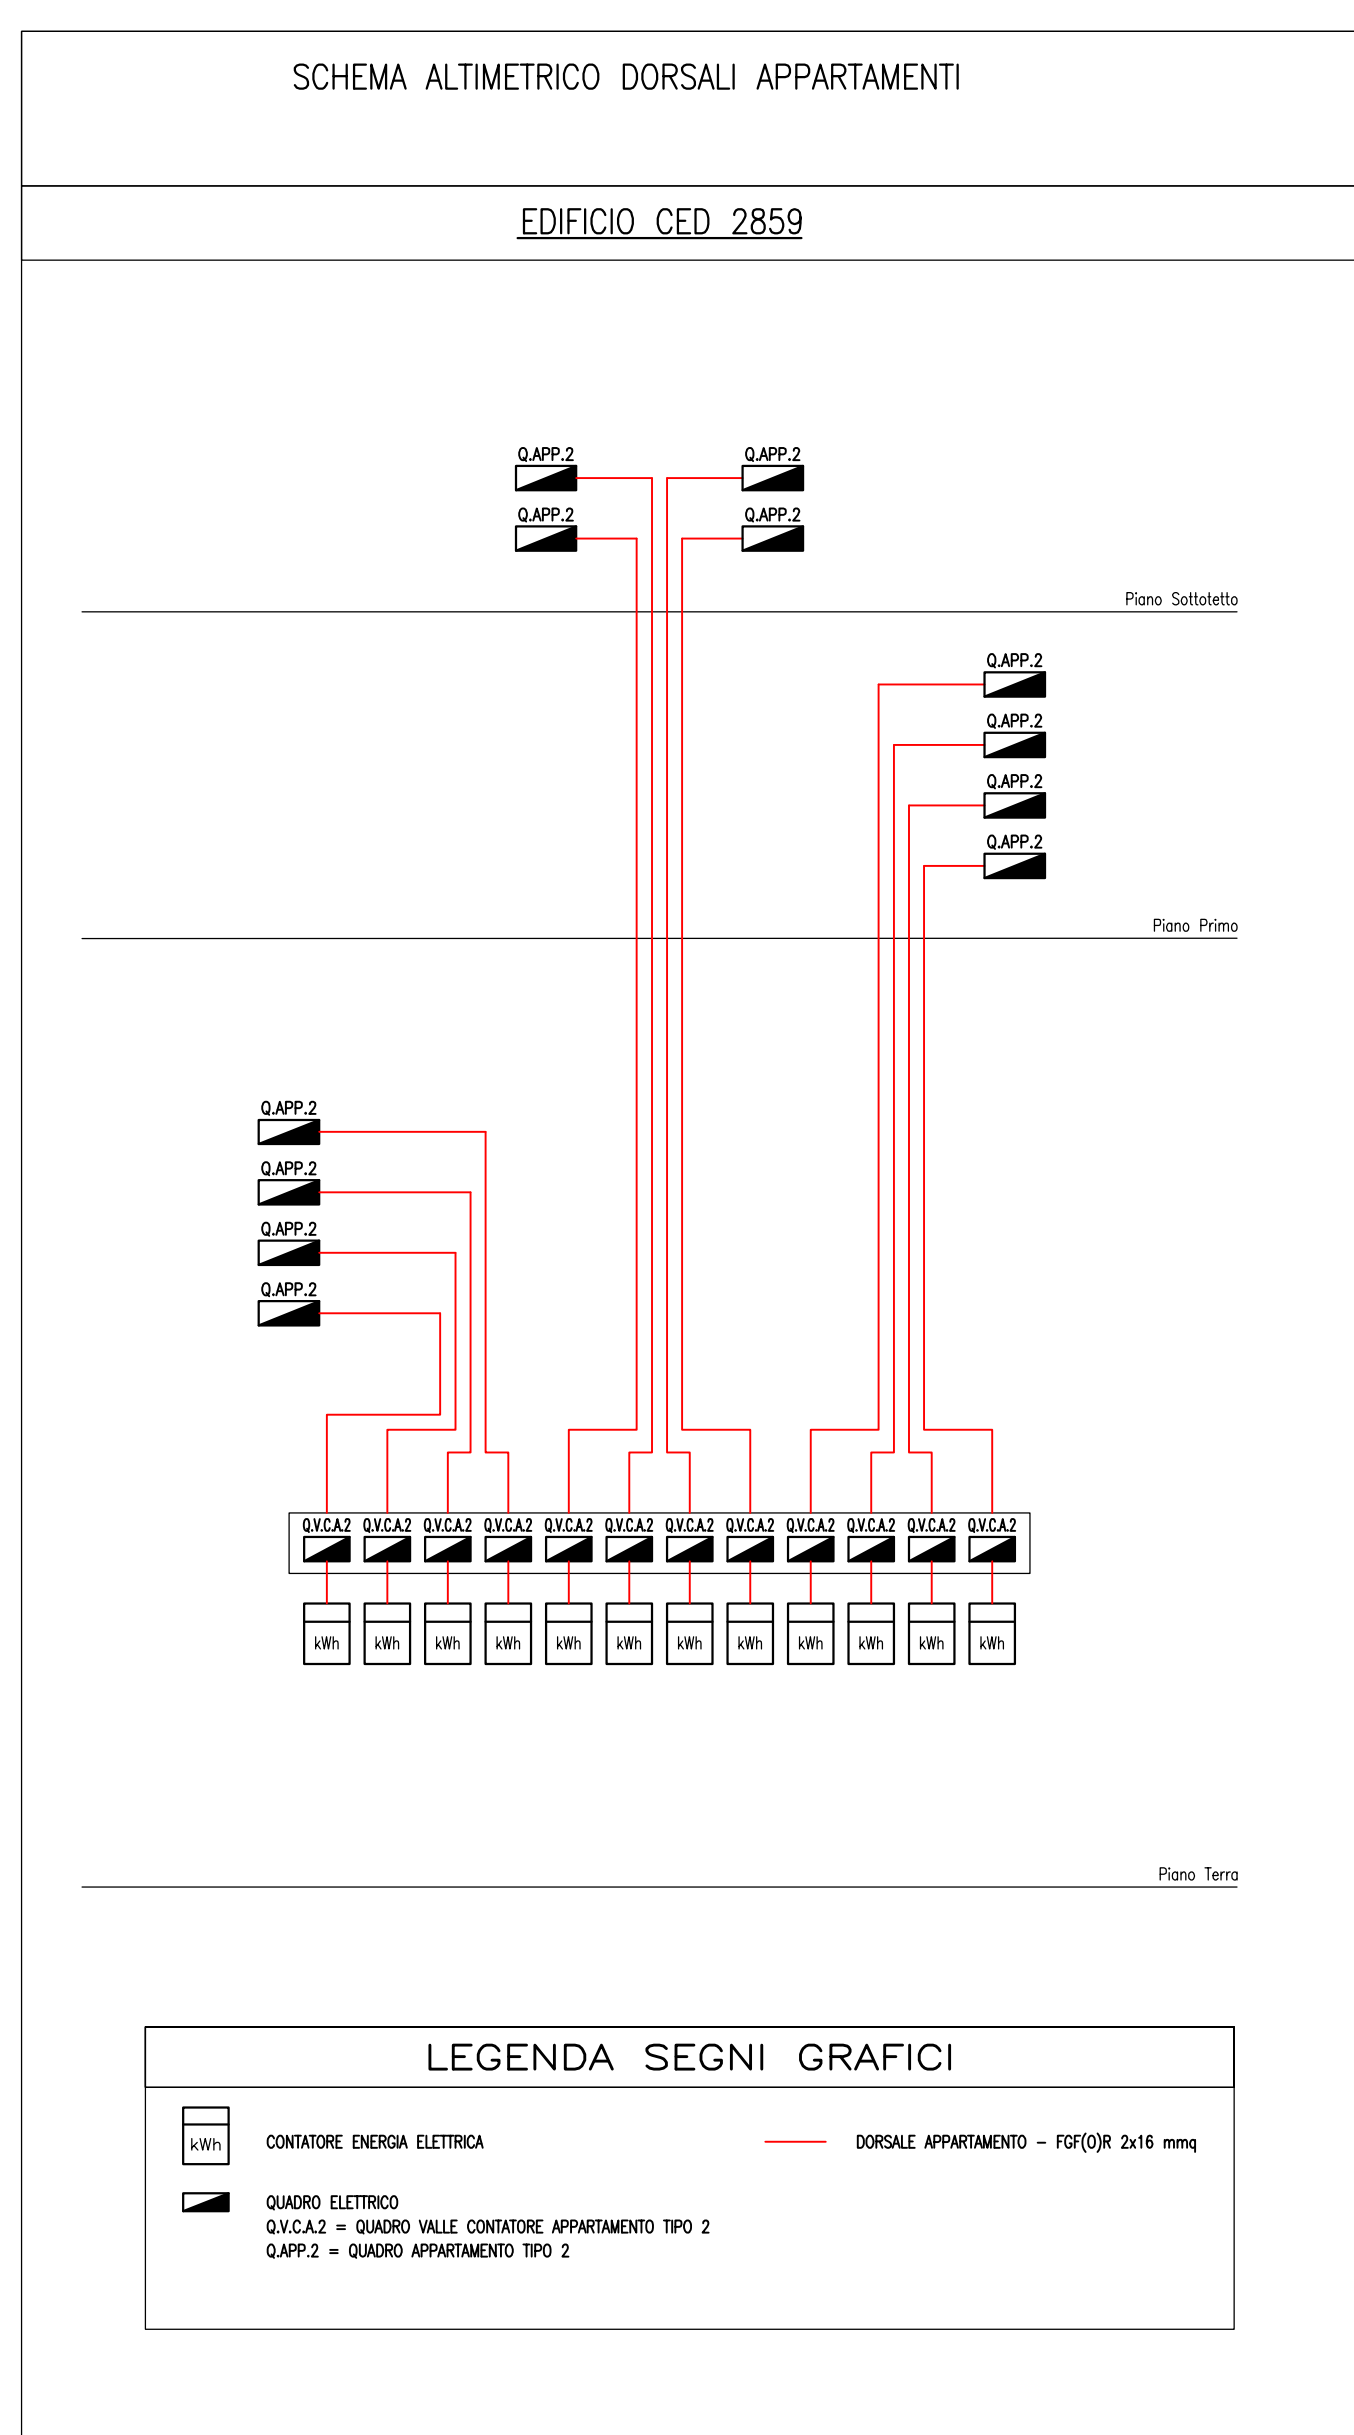 SCHEMA ALTIMETRICO DORSALI APPARTAMENTI
EDIFICIO CED 2859
Q.APP.2 Q.APP.2
Q.APP.2 Q.APP.2
Piano Sottotetto
Q.APP.2
Q.APP.2
Q.APP.2
Q.APP.2
Piano Primo
Q.APP.2
Q.APP.2
Q.APP.2
Q.APP.2
Q.V.C.A.2 Q.V.C.A.2 Q.V.C.A.2 Q.V.C.A.2 Q.V.C.A.2 Q.V.C.A.2 Q.V.C.A.2 Q.V.C.A.2 Q.V.C.A.2 Q.V.C.A.2 Q.V.C.A.2 Q.V.C.A.2
kWh kWh kWh kWh kWh kWh kWh kWh kWh kWh kWh kWh
Piano Terra
LEGENDA SEGNI GRAFICI
kWh CONTATORE ENERGIA ELETTRICA
DORSALE APPARTAMENTO - FGF(O)R 2x16 mmq
QUADRO ELETTRICO
Q.V.C.A.2 = QUADRO VALLE CONTATORE APPARTAMENTO TIPO 2
Q.APP.2 = QUADRO APPARTAMENTO TIPO 2